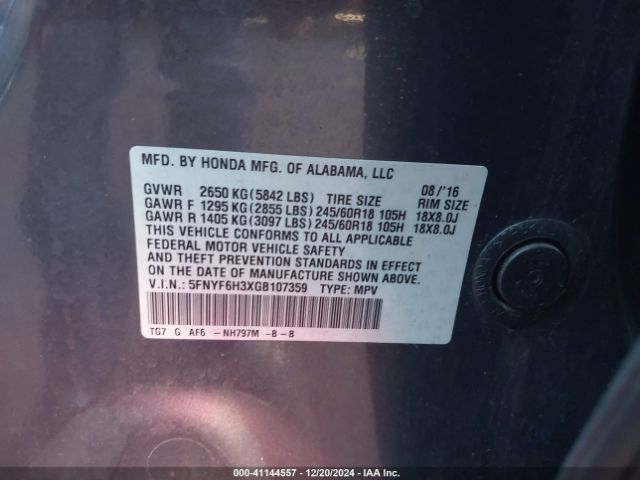 MFD. BY HONDA MFG. OF ALABAMA, LLC 08/'16
GVWR 2650 KG(5842 LBS) TIRE SIZE RIM SIZE
GAWR F 1295 KG(2855 LBS) 245/60R18 105H 18X8.0J
GAWR R 1405 KG(3097 LBS) 245/60R18 105H 18X8.0J
THIS VEHICLE CONFORMS TO ALL APPLICABLE
FEDERAL MOTOR VEHICLE SAFETY
AND THEFT PREVENTION STANDARDS IN EFFECT
ON THE DATE OF MANUFACTURE SHOWN ABOVE.
V.I.N.: 5FNYF6H3XGB107359 TYPE: MPV
TG7 G AF6 -NH797M -B -B
000-41144557 - 12/20/2024 - IAA Inc.